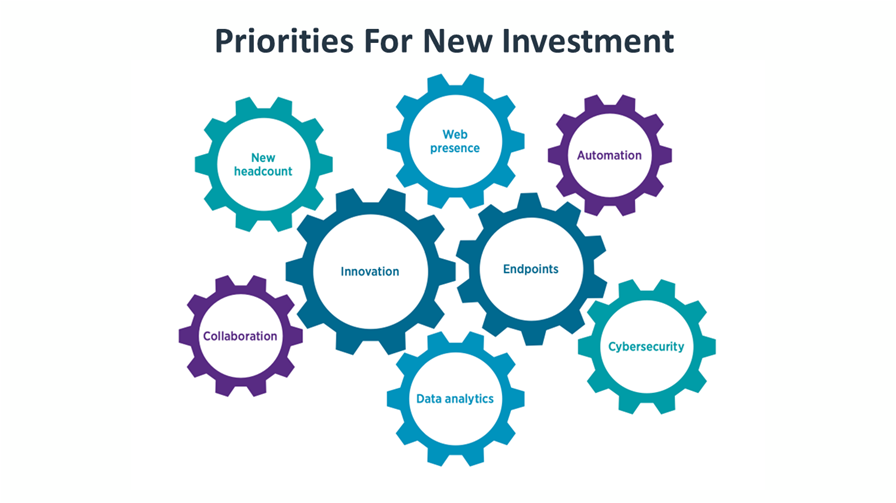 Priorities For New Investment
New
headcount
Web
presence
Automation
Innovation
Endpoints
Collaboration
Cybersecurity
Data analytics